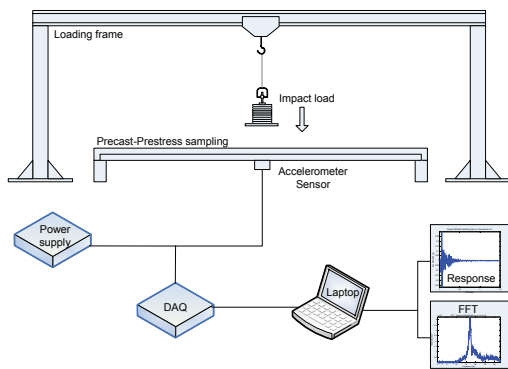 Loading frame
Impact load
Precast-Prestress sampling
Accelerometer
Sensor
Power
supply
DAQ
Laptop
Response
FFT